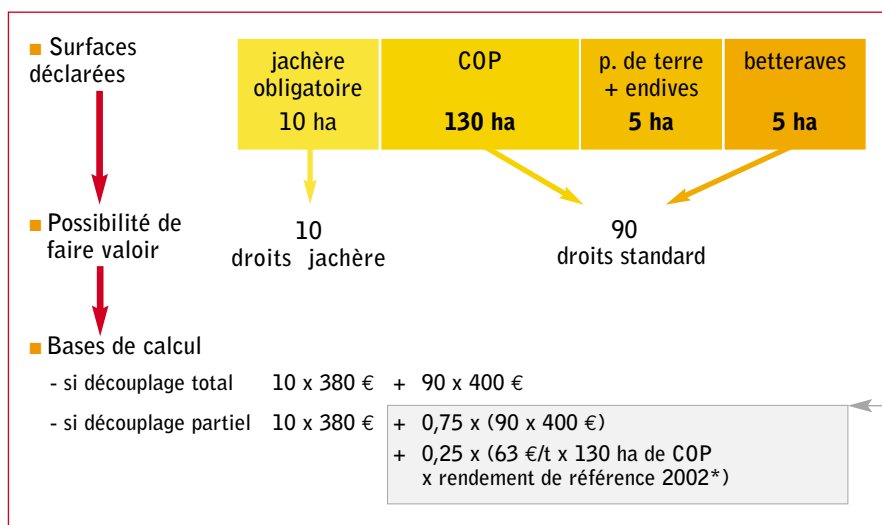 ■ Surfaces
déclarées
jachère
obligatoire
10 ha
COP
130 ha
p. de terre
+ endives
5 ha
betteraves
5 ha
■ Possibilité de
faire valoir
10
droits jachère
90
droits standard
■ Bases de calcul
- si découplage total 10 x 380 € + 90 x 400 €
- si découplage partiel 10 x 380 € + 0,75 x (90 x 400 €)
+ 0,25 x (63 €/t x 130 ha de COP
x rendement de référence 2002*)